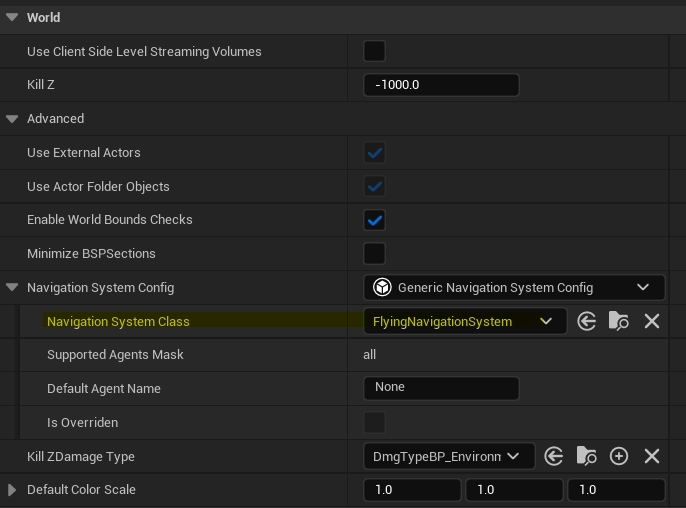 World
Use Client Side Level Streaming Volumes
Kill Z -1000.0
Advanced
Use External Actors
Use Actor Folder Objects
Enable World Bounds Checks
Minimize BSPSections
Navigation System Config Generic Navigation System Config
Navigation System Class FlyingNavigationSystem
Supported Agents Mask all
Default Agent Name None
Is Overriden
Kill ZDamage Type DmgTypeBP_Environm
Default Color Scale 1.0 1.0 1.0